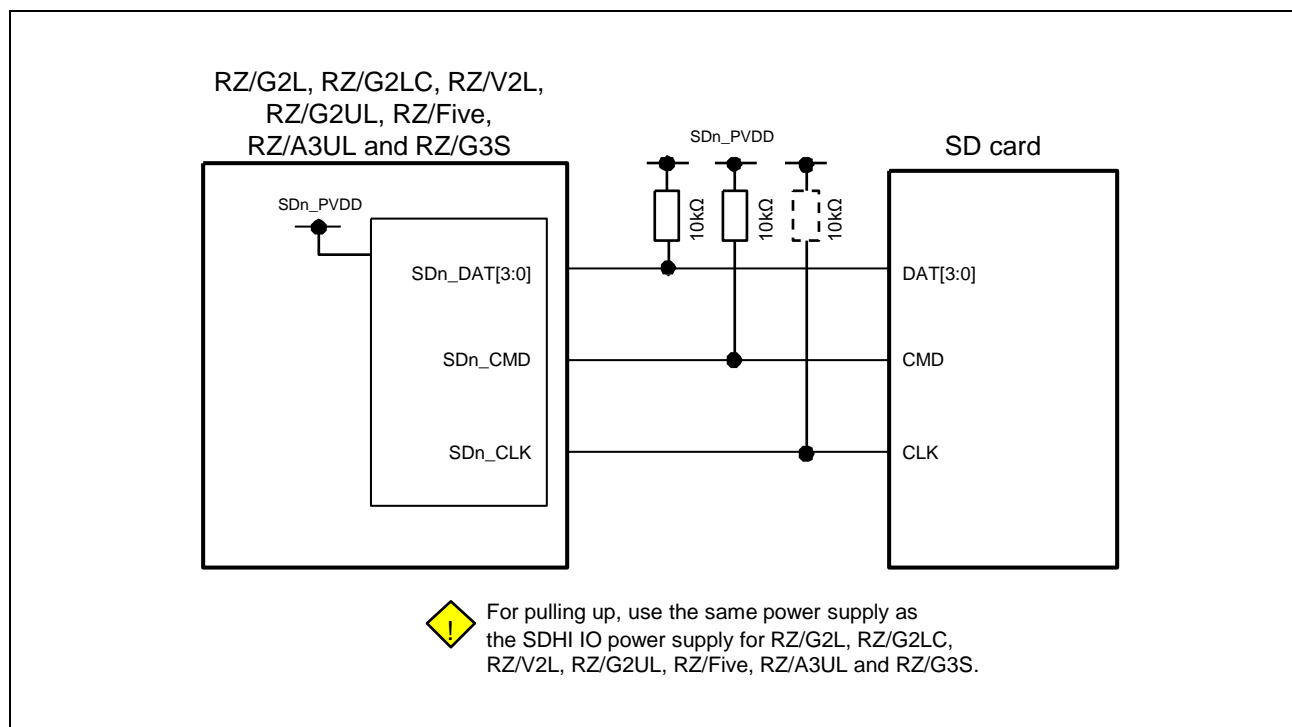 RZ/G2L, RZ/G2LC, RZ/V2L,
RZ/G2UL, RZ/Five,
RZ/A3UL and RZ/G3S
SDn_PVDD
SD card
SDn_PVDD
10kΩ
10kΩ
10kΩ
SDn_DAT[3:0]
DAT[3:0]
SDn_CMD
CMD
SDn_CLK
CLK
!
For pulling up, use the same power supply as
the SDHI IO power supply for RZ/G2L, RZ/G2LC,
RZ/V2L, RZ/G2UL, RZ/Five, RZ/A3UL and RZ/G3S.